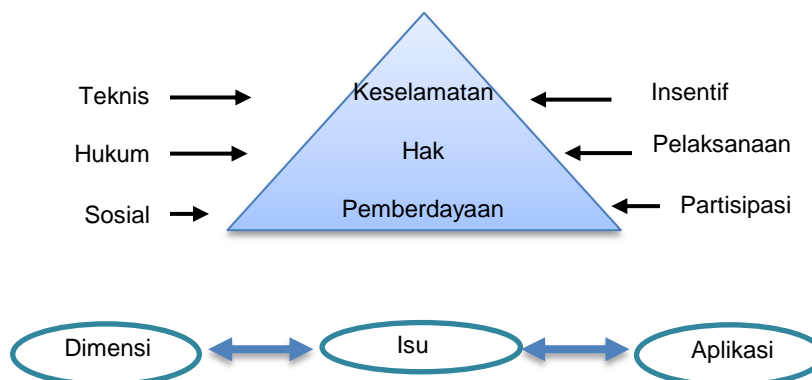 Teknis Keselamatan Insentif
Hukum Hak Pelaksanaan
Sosial Pemberdayaan Partisipasi
Dimensi Isu Aplikasi